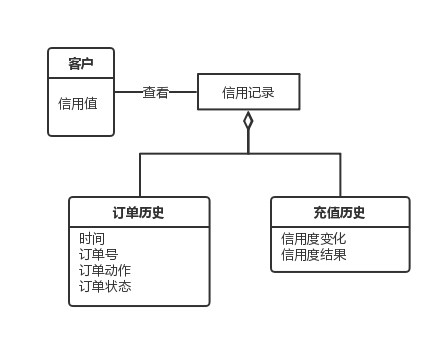 客户
信用值
查看
信用记录
订单历史
时间
订单号
订单动作
订单状态
充值历史
信用度变化
信用度结果